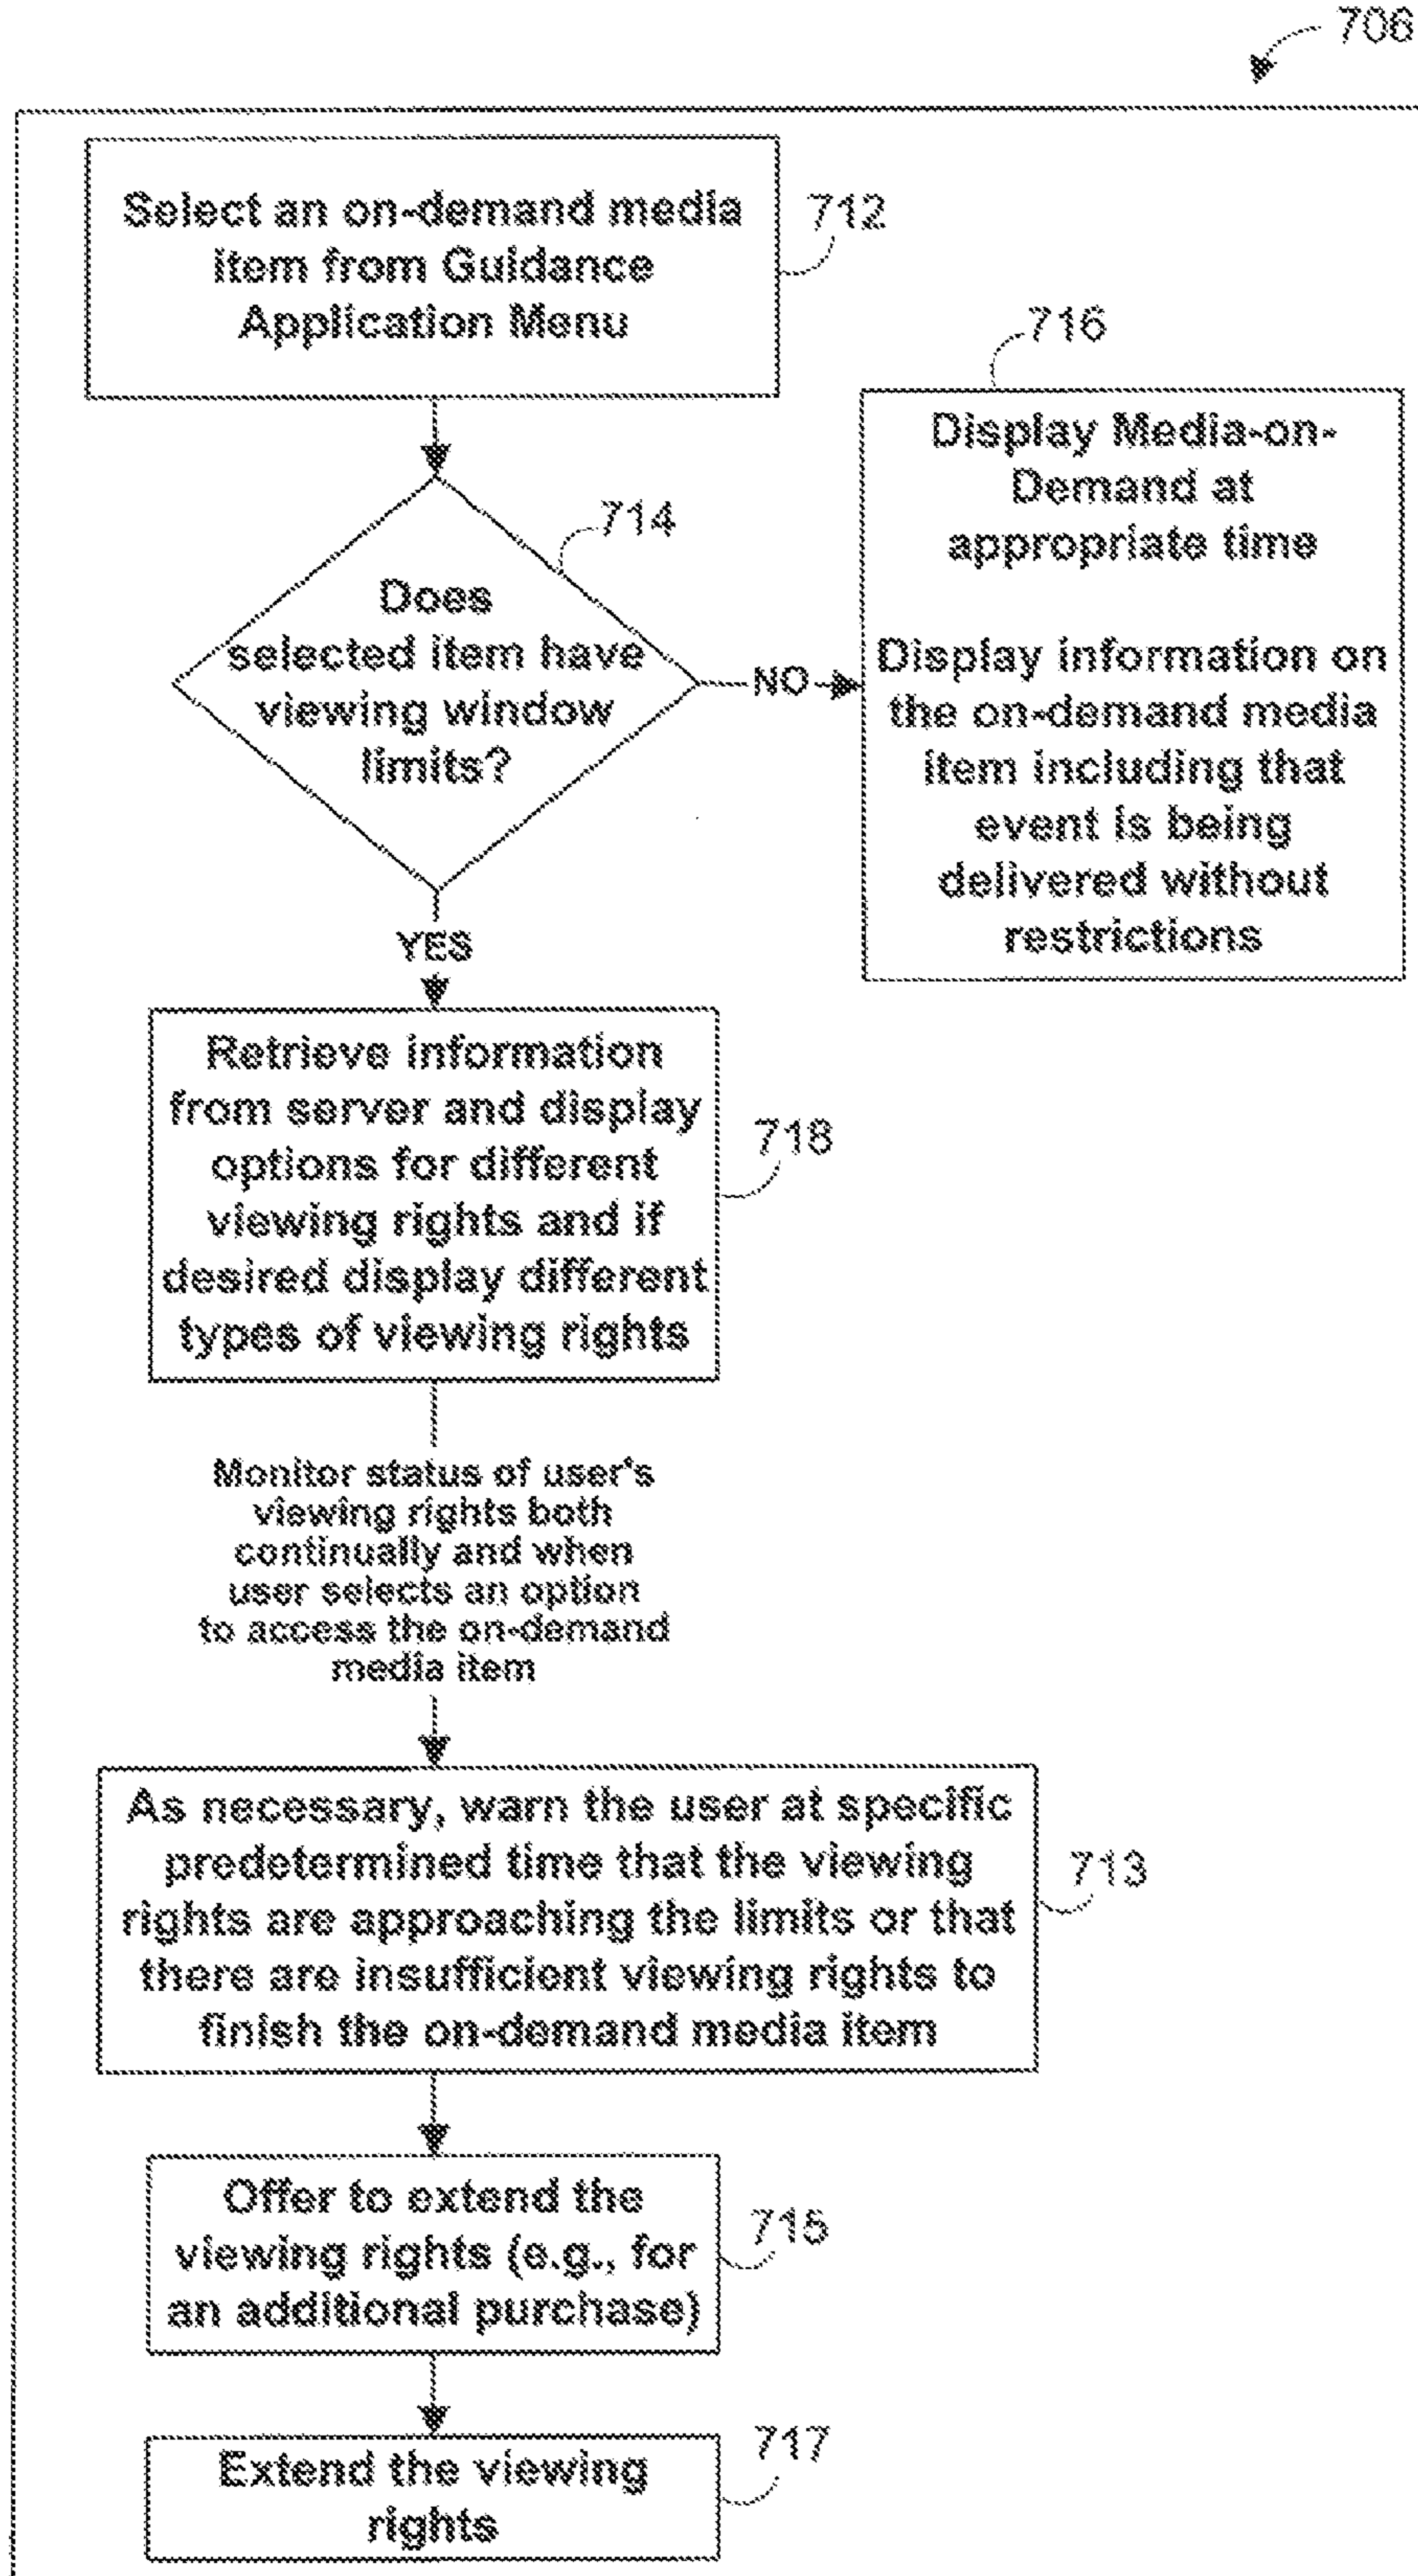 706
Select an on-demand media
item from Guidance
Application Menu
712
716
Display Media-on-
Demand at
appropriate time
Display information on
the on-demand media
item including that
event is being
delivered without
restrictions
714
Does
selected item have
viewing window
limits?
NO
YES
Retrieve information
from server and display
options for different
viewing rights and if
desired display different
types of viewing rights
718
Monitor status of user's
viewing rights both
continually and when
user selects an option
to access the on-demand
media item
As necessary, warn the user at specific
predetermined time that the viewing
rights are approaching the limits or that
there are insufficient viewing rights to
finish the on-demand media item
713
Offer to extend the
viewing rights (e.g., for
an additional purchase)
715
Extend the viewing
rights
717